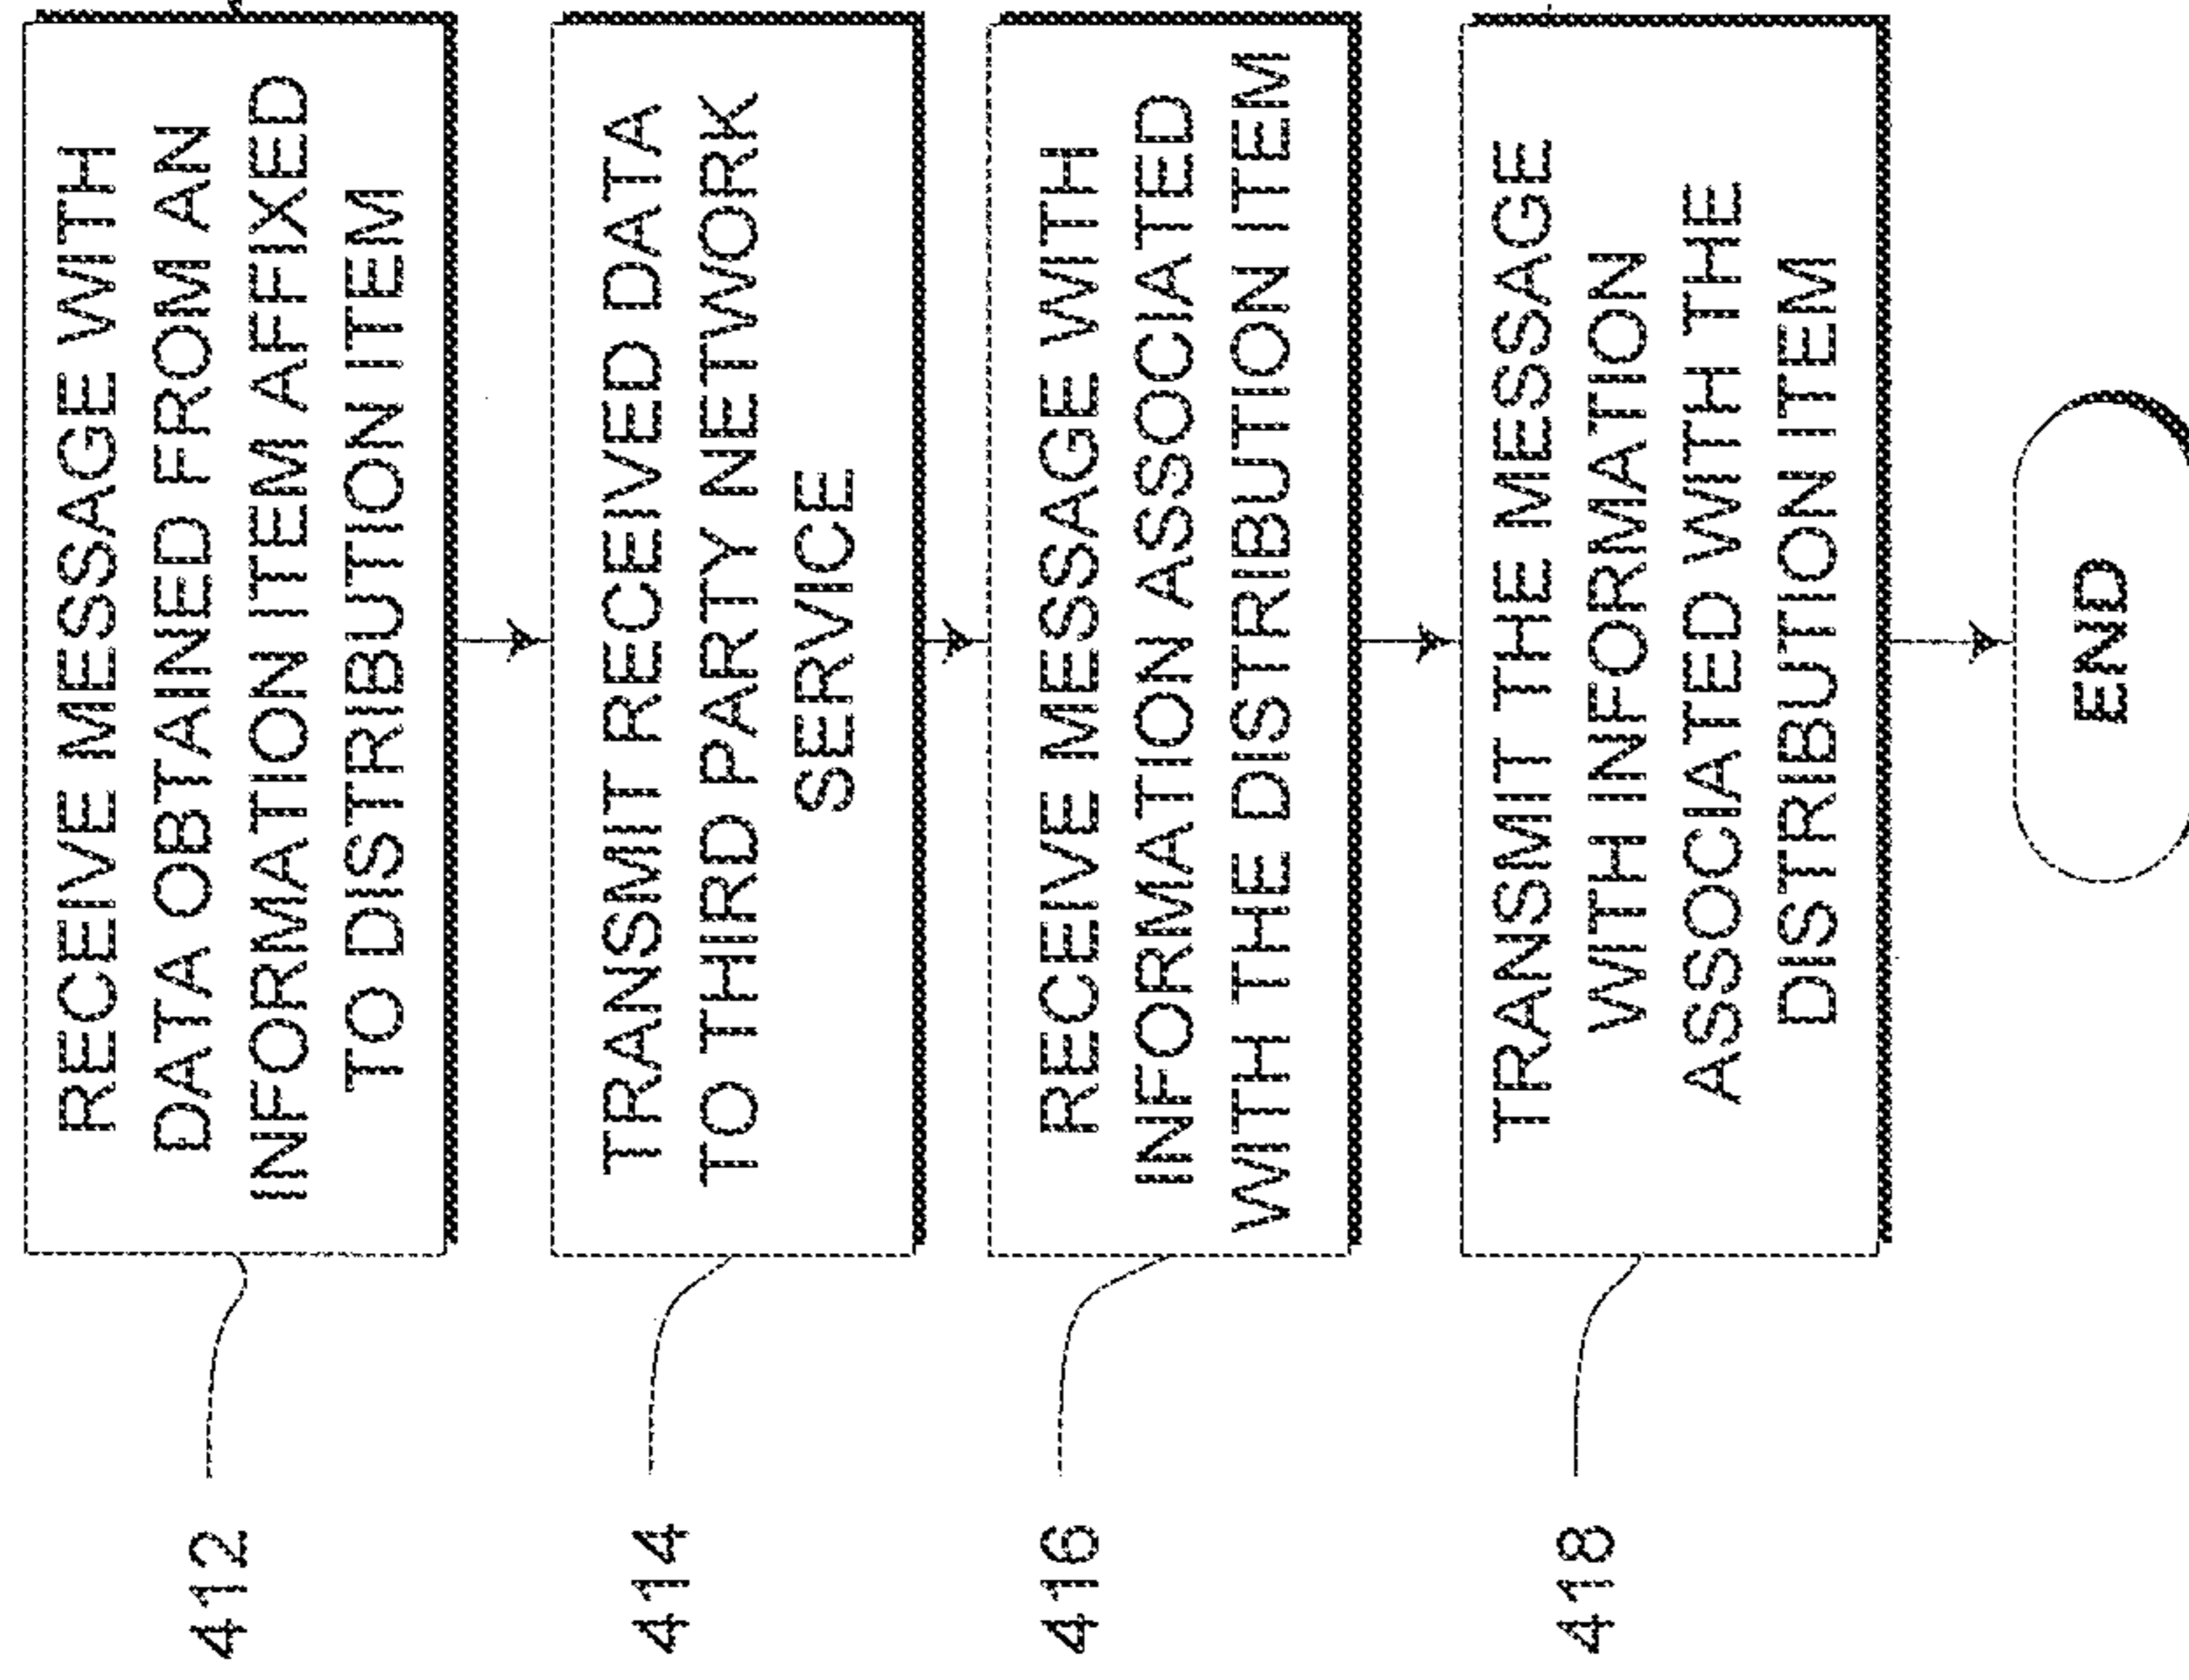 412
RECEIVE MESSAGE WITH
DATA OBTAINED FROM AN
INFORMATION ITEM AFFIXED
TO DISTRIBUTION ITEM
414
TRANSMIT RECEIVED DATA
TO THIRD PARTY NETWORK
SERVICE
416
RECEIVE MESSAGE WITH
INFORMATION ASSOCIATED
WITH THE DISTRIBUTION ITEM
418
TRANSMIT THE MESSAGE
WITH INFORMATION
ASSOCIATED WITH THE
DISTRIBUTION ITEM
END